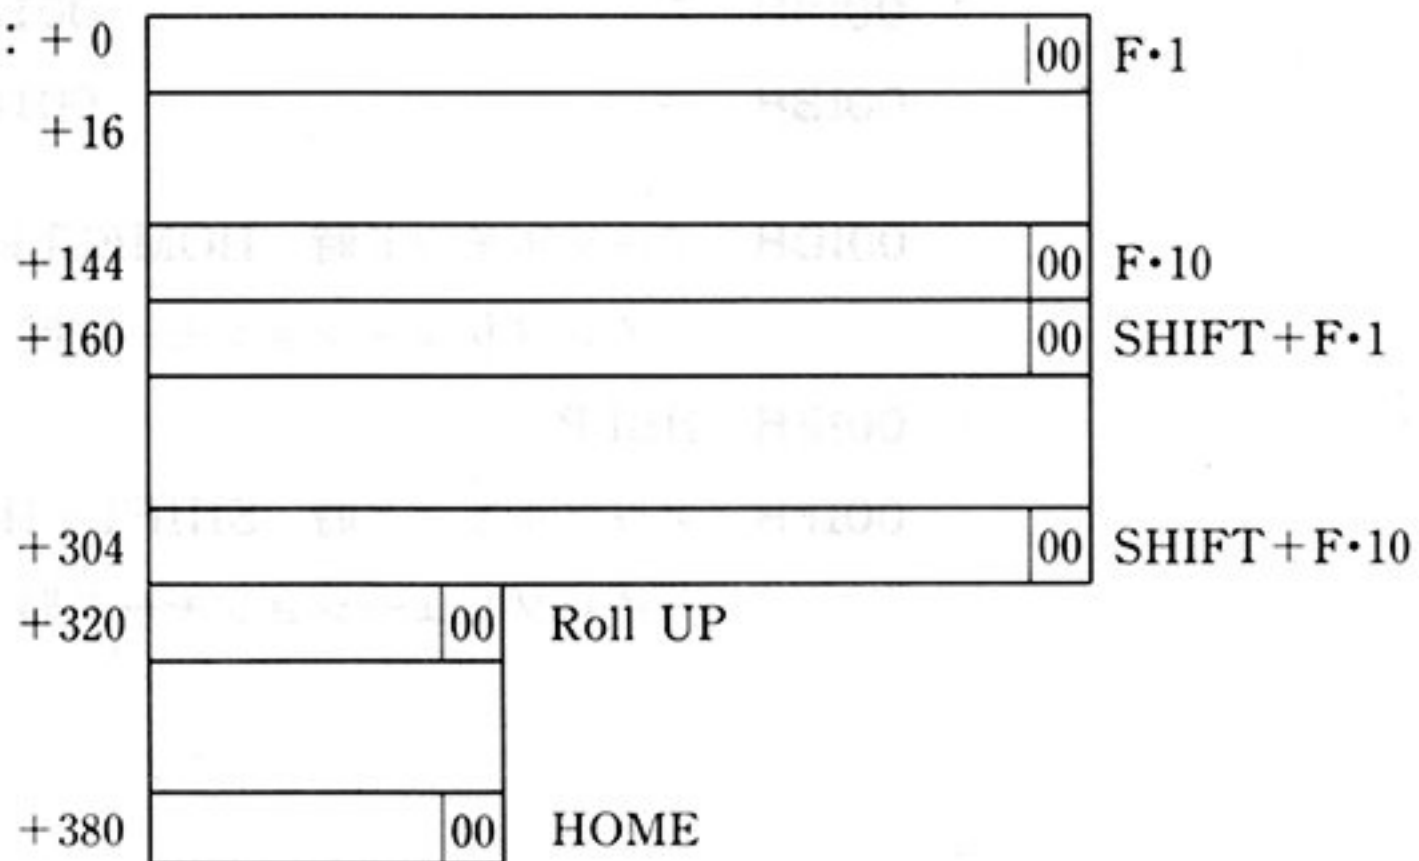 : + 0 00 F·1
+16
+144 00 F·10
+160 00 SHIFT+F·1
+304 00 SHIFT+F·10
+320 00 Roll UP
+380 00 HOME